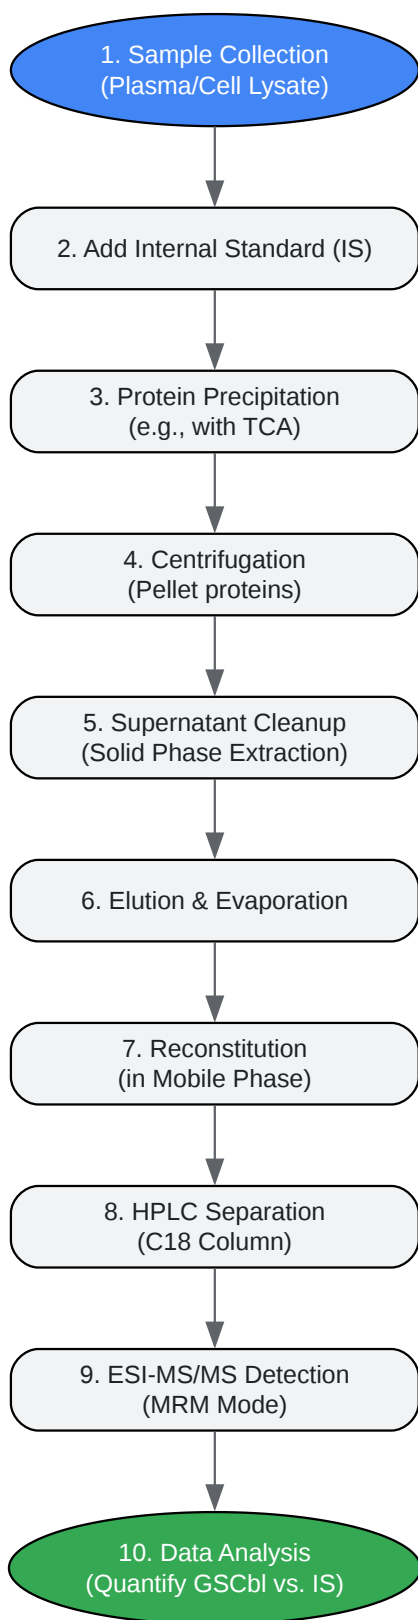 1. Sample Collection
(Plasma/Cell Lysate)
2. Add Internal Standard (IS)
3. Protein Precipitation
(e.g., with TCA)
4. Centrifugation
(Pellet proteins)
5. Supernatant Cleanup
(Solid Phase Extraction)
6. Elution & Evaporation
7. Reconstitution
(in Mobile Phase)
8. HPLC Separation
(C18 Column)
9. ESI-MS/MS Detection
(MRM Mode)
10. Data Analysis
(Quantify GSCbl vs. IS)